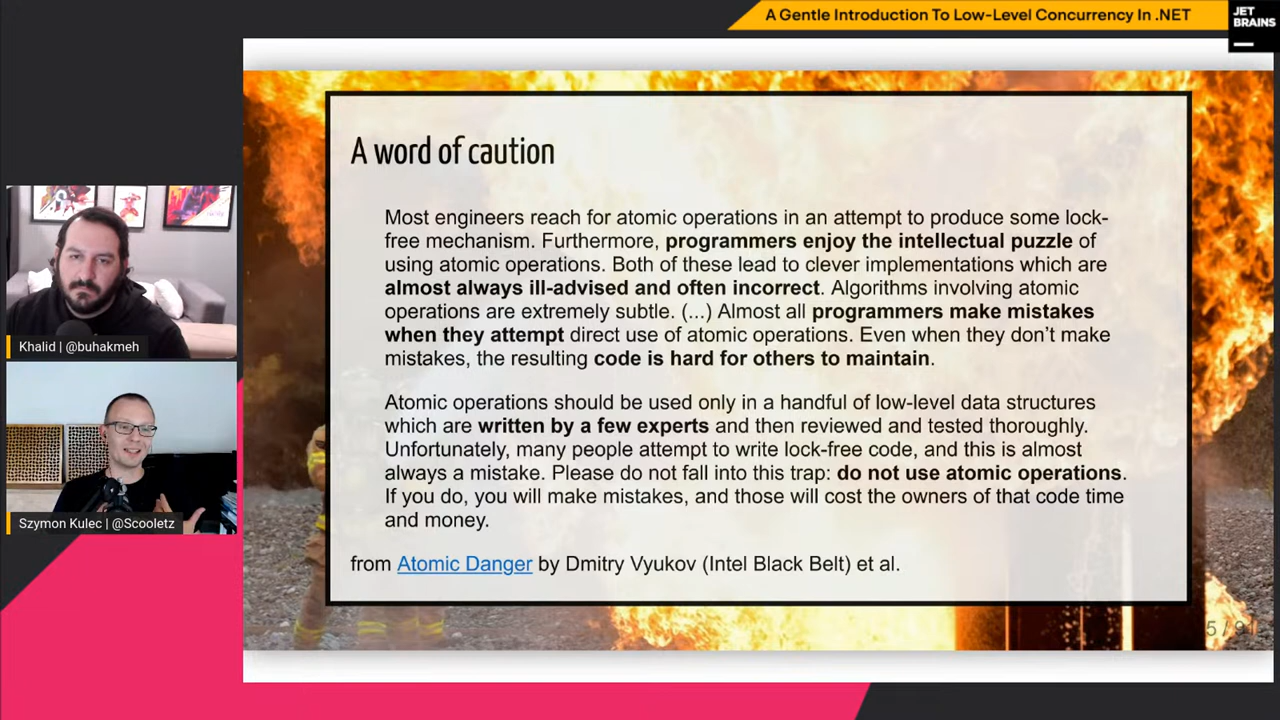 A Gentle Introduction To Low-Level Concurrency In .NET
JET
BRAINS
A word of caution
Most engineers reach for atomic operations in an attempt to produce some lock-
free mechanism. Furthermore, programmers enjoy the intellectual puzzle of
using atomic operations. Both of these lead to clever implementations which are
almost always ill-advised and often incorrect. Algorithms involving atomic
operations are extremely subtle. (...) Almost all programmers make mistakes
when they attempt direct use of atomic operations. Even when they don't make
mistakes, the resulting code is hard for others to maintain.
Atomic operations should be used only in a handful of low-level data structures
which are written by a few experts and then reviewed and tested thoroughly.
Unfortunately, many people attempt to write lock-free code, and this is almost
always a mistake. Please do not fall into this trap: do not use atomic operations.
If you do, you will make mistakes, and those will cost the owners of that code time
and money.
from Atomic Danger by Dmitry Vyukov (Intel Black Belt) et al.
Khalid | @buhakmeh
Szymon Kulec | @Scooletz